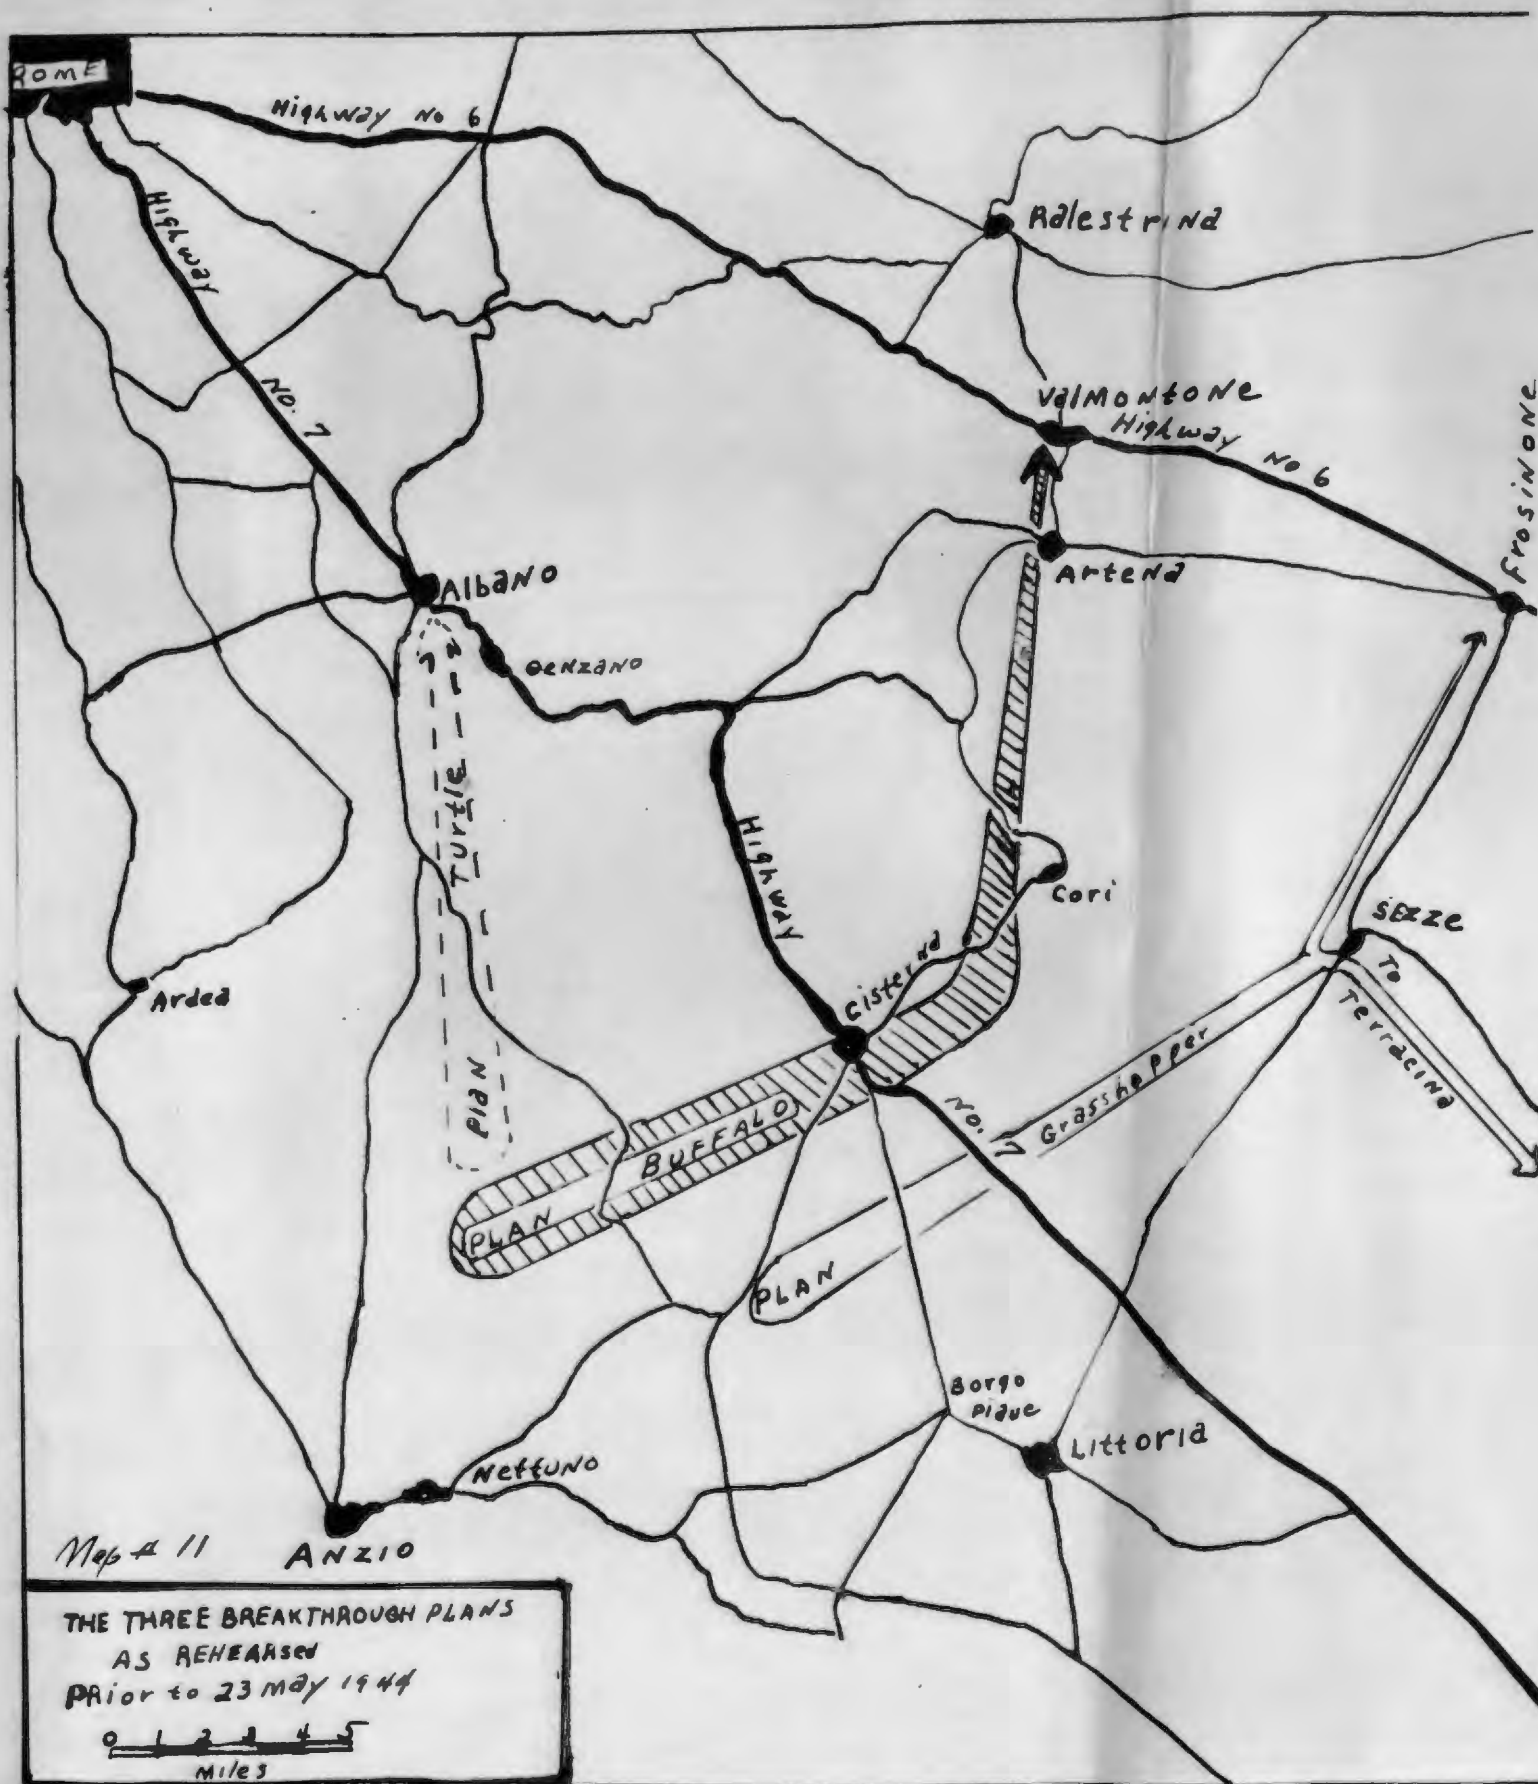 ROME
Highway No 6
Highway
No. 7
Palestrina
Valmontone
Highway No 6
Frosinone
Artena
Albano
Genzano
TURTLE
PLAN
Highway
Cori
Cisterna
Sezze
To
Terracina
Ardea
No. 7
Grasshopper
BUFFALO
PLAN
PLAN
Borgo
Piave
Littoria
Nettuno
ANZIO
Map # 11
THE THREE BREAKTHROUGH PLANS
AS REHEARSed
PRior to 23 May 1944
0 1 2 3 4 5
Miles